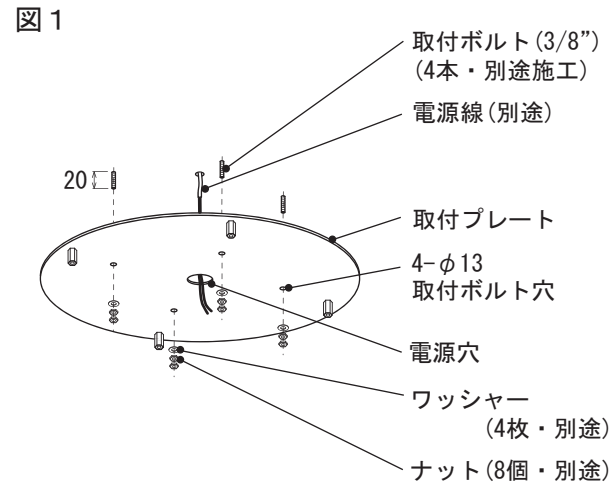 図1
取付ボルト(3/8”)
(4本・別途施工)
電源線(別途)
20
取付プレート
4-φ13
取付ボルト穴
電源穴
ワッシャー
(4枚・別途)
ナット(8個・別途)